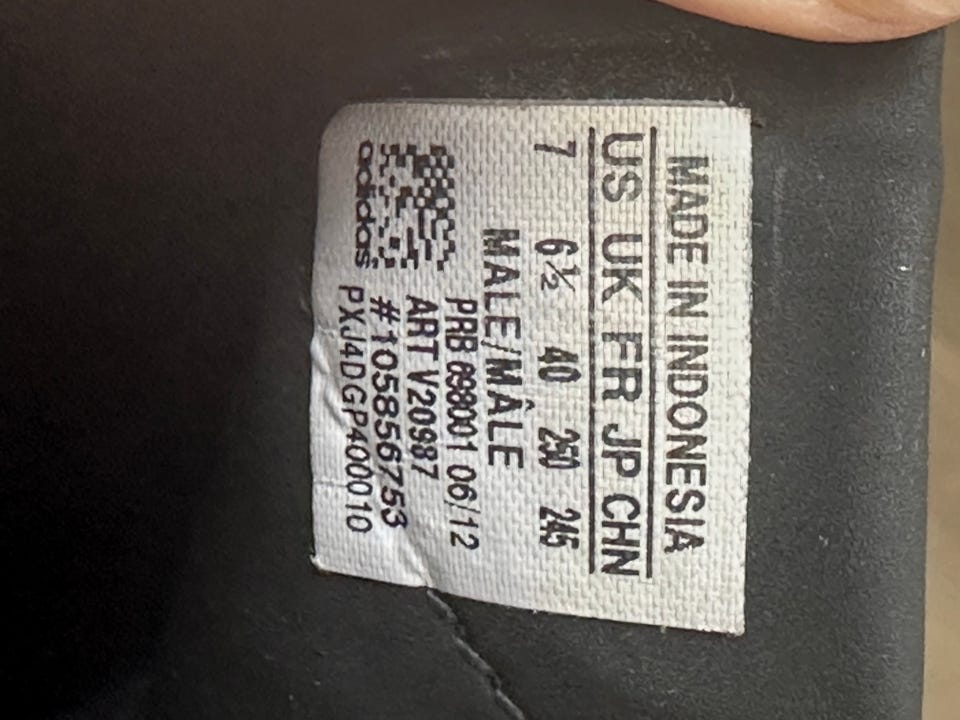 MADE IN INDONESIA
US UK FR JP CHN
7 6½ 40 250 245
MALE/MÂLE
PRB 698001 06/12
ART V20987
#105856753
PXJ4DGP400010
adidas